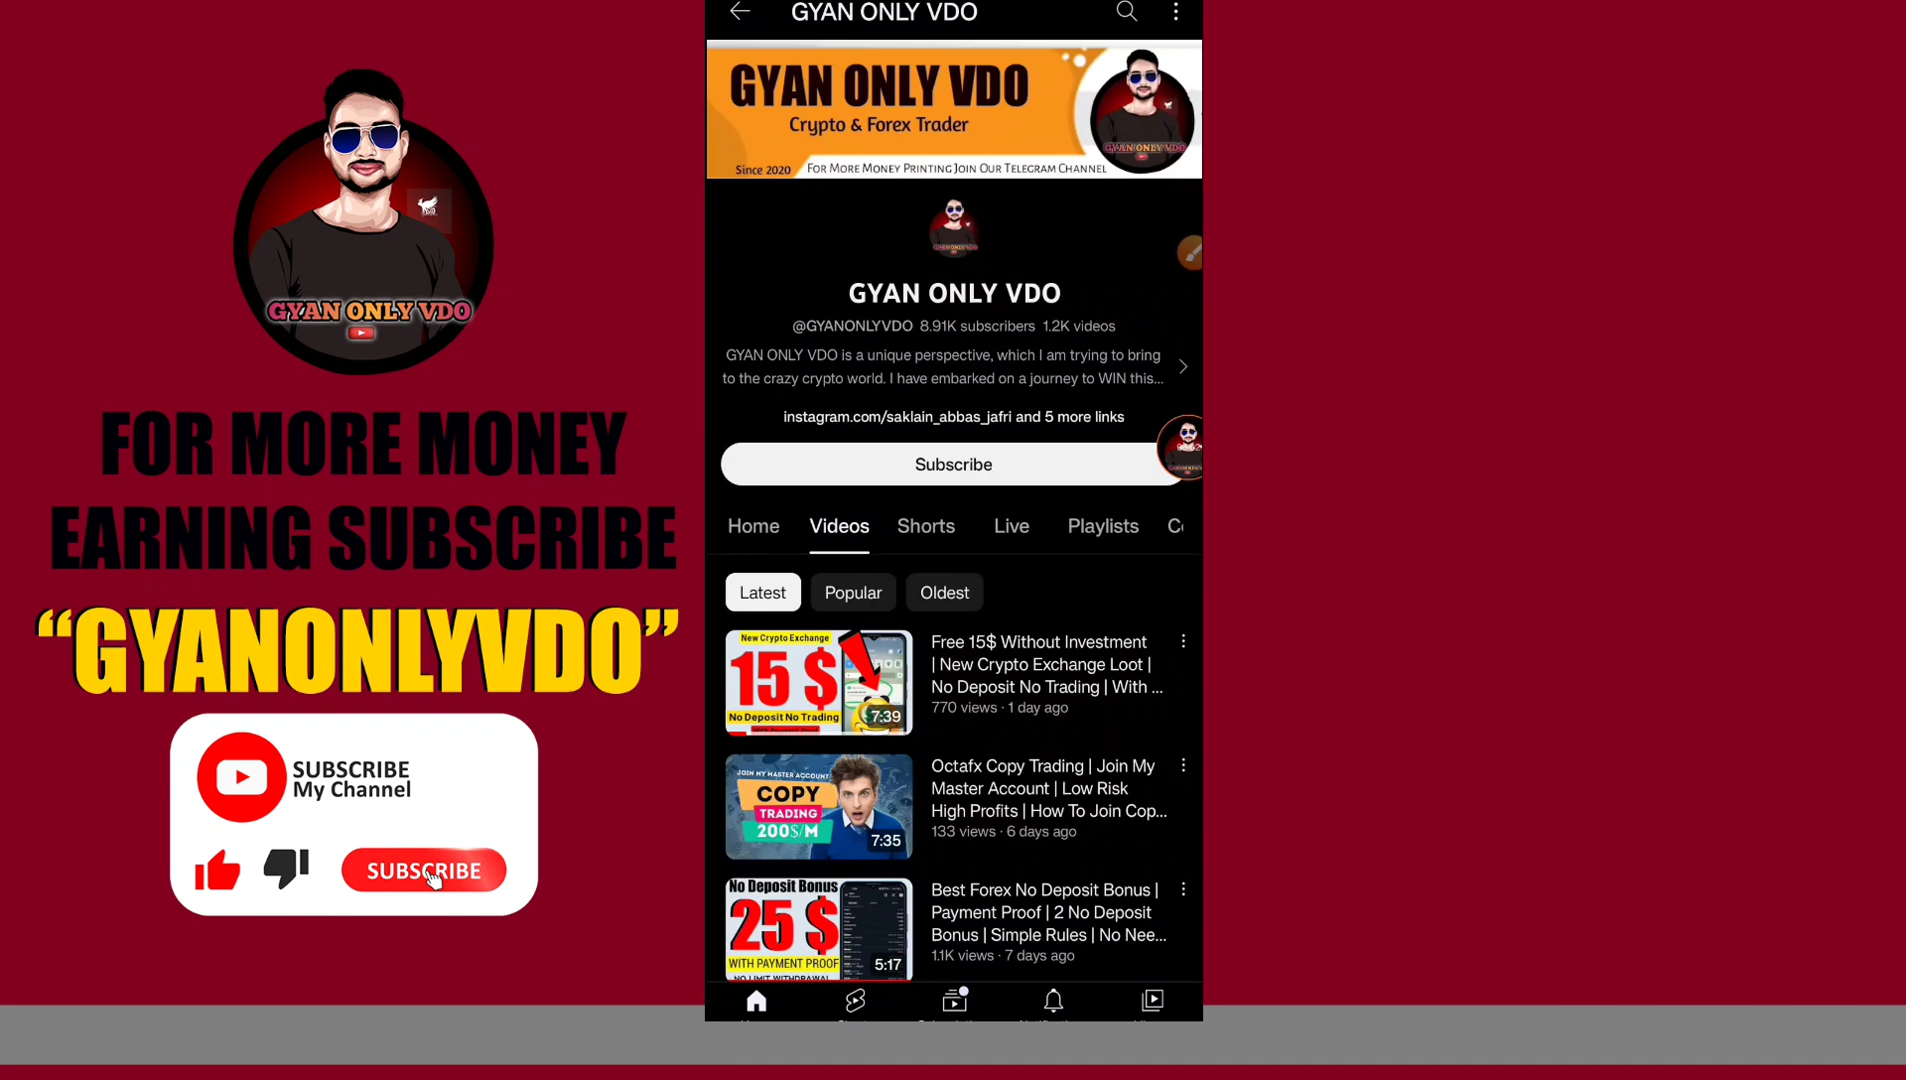 GYAN ONLY VDO
FOR MORE MONEY
EARNING SUBSCRIBE
“GYANONLYVDO”
SUBSCRIBE
My Channel
SUBSCRIBE
GYAN ONLY VDO
GYAN ONLY VDO
Crypto & Forex Trader
Since 2020
FOR MORE MONEY PRINTING JOIN OUR TELEGRAM CHANNEL
GYAN ONLY VDO
GYAN ONLY VDO
@GYANONLYVDO 8.91K subscribers 1.2K videos
GYAN ONLY VDO is a unique perspective, which I am trying to bring
to the crazy crypto world. I have embarked on a journey to WIN this...
instagram.com/saklain_abbas_jafri and 5 more links
Subscribe
Home Videos Shorts Live Playlists
Latest Popular Oldest
New Crypto Exchange
15 $
No Deposit No Trading
7:39
Free 15$ Without Investment
| New Crypto Exchange Loot |
No Deposit No Trading | With ...
770 views · 1 day ago
JOIN MY MASTER ACCOUNT
COPY
TRADING
200$/M
7:35
Octafx Copy Trading | Join My
Master Account | Low Risk
High Profits | How To Join Cop...
133 views · 6 days ago
No Deposit Bonus
25 $
WITH PAYMENT PROOF
NO LIMIT WITHDRAWAL
5:17
Best Forex No Deposit Bonus |
Payment Proof | 2 No Deposit
Bonus | Simple Rules | No Nee...
1.1K views · 7 days ago